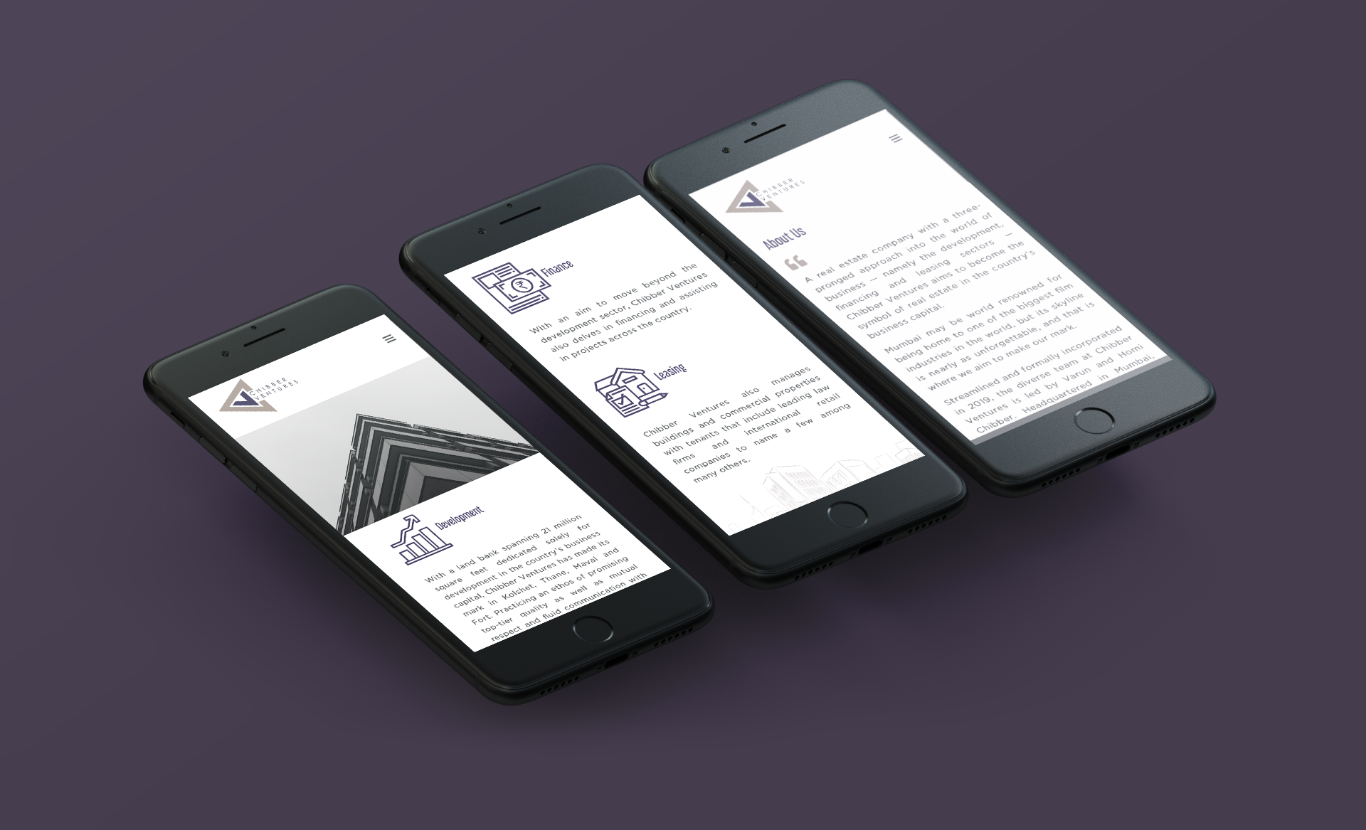 CHIBBER
VENTURES
Development
With a land bank spanning 21 million
square feet dedicated solely for
development in the country's business
capital, Chibber Ventures has made its
mark in Kolshet, Thane, Maval and
Fort. Practicing an ethos of promising
top-tier quality as well as mutual
respect and fluid communication with
₹
Finance
With an aim to move beyond the
development sector, Chibber Ventures
also delves in financing and assisting
in projects across the country.
Leasing
Chibber Ventures also manages
buildings and commercial properties
with tenants that include leading law
firms and international retail
companies to name a few among
many others.
CHIBBER
VENTURES
About Us
“
A real estate company with a three-
pronged approach into the world of
business — namely the development,
financing and leasing sectors —
Chibber Ventures aims to become the
symbol of real estate in the country's
business capital.
Mumbai may be world renowned for
being home to one of the biggest film
industries in the world, but its skyline
is nearly as unforgettable, and that is
where we aim to make our mark.
Streamlined and formally incorporated
in 2019, the diverse team at Chibber
Ventures is led by Varun and Homi
Chibber. Headquartered in Mumbai,